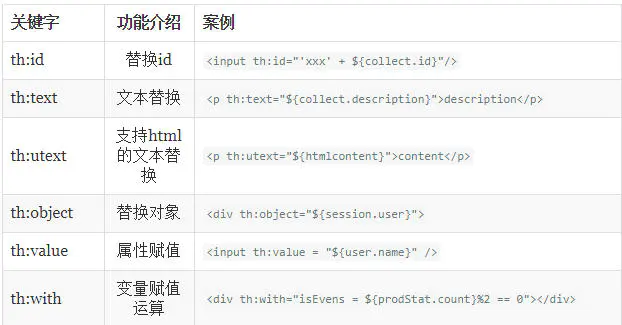 关键字 功能介绍 案例
th:id 替换id <input th:id="'xxx' + ${collect.id}"/>
th:text 文本替换 <p th:text="${collect.description}">description</p>
th:utext 支持html的文本替换 <p th:utext="${htmlcontent}">content</p>
th:object 替换对象 <div th:object="${session.user}">
th:value 属性赋值 <input th:value = "${user.name}" />
th:with 变量赋值运算 <div th:with="isEvens = ${prodStat.count}%2 == 0"></div>